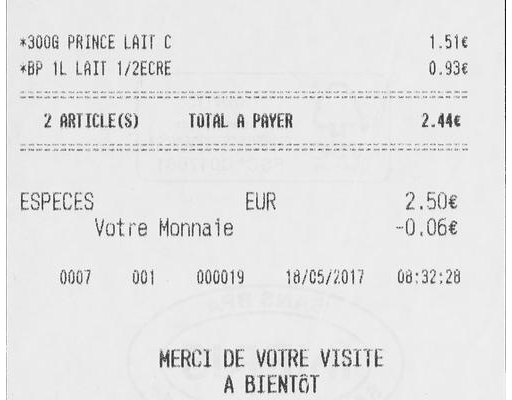 *300G PRINCE LAIT C 1.51€
*BP 1L LAIT 1/2ECRE 0.93€
2 ARTICLE(S) TOTAL A PAYER 2.44€
ESPECES EUR 2.50€
Votre Monnaie -0.06€
0007 001 000019 18/05/2017 08:32:28
MERCI DE VOTRE VISITE
A BIENTÔT